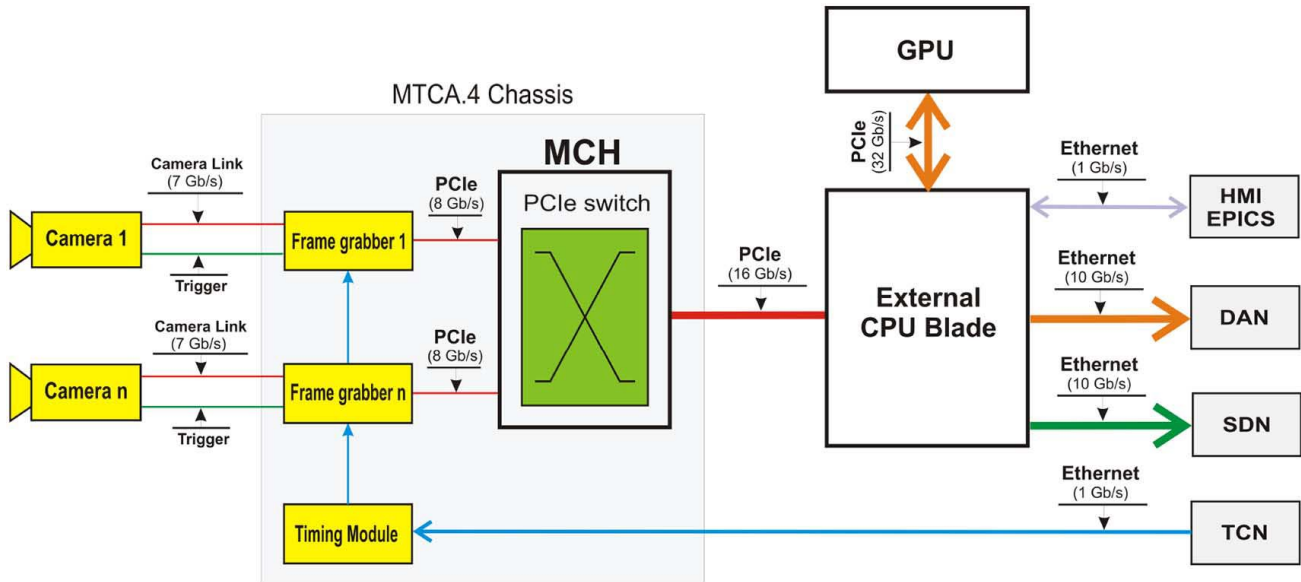 GPU
MTCA.4 Chassis
PCIe
(32 Gb/s)
MCH
PCIe switch
Camera Link
(7 Gb/s)
PCIe
(8 Gb/s)
Camera 1
Frame grabber 1
Trigger
Ethernet
(1 Gb/s)
HMI
EPICS
PCIe
(16 Gb/s)
External
CPU Blade
Ethernet
(10 Gb/s)
DAN
Camera Link
(7 Gb/s)
PCIe
(8 Gb/s)
Camera n
Frame grabber n
Trigger
Ethernet
(10 Gb/s)
SDN
Ethernet
(1 Gb/s)
Timing Module
TCN